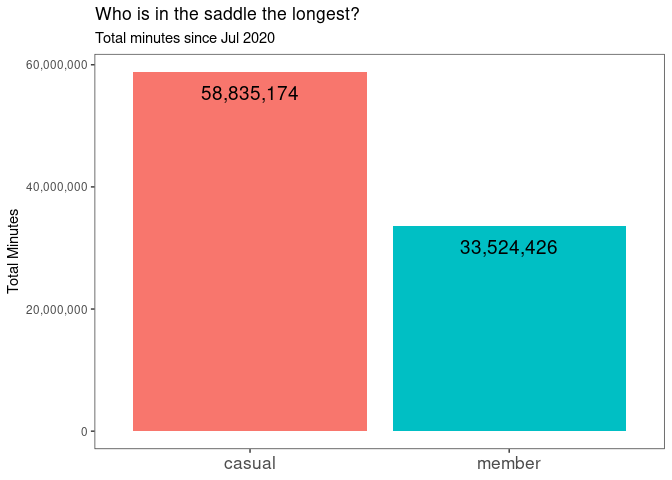 Who is in the saddle the longest?
Total minutes since Jul 2020
Total Minutes
60,000,000
40,000,000
20,000,000
0
58,835,174
33,524,426
casual
member